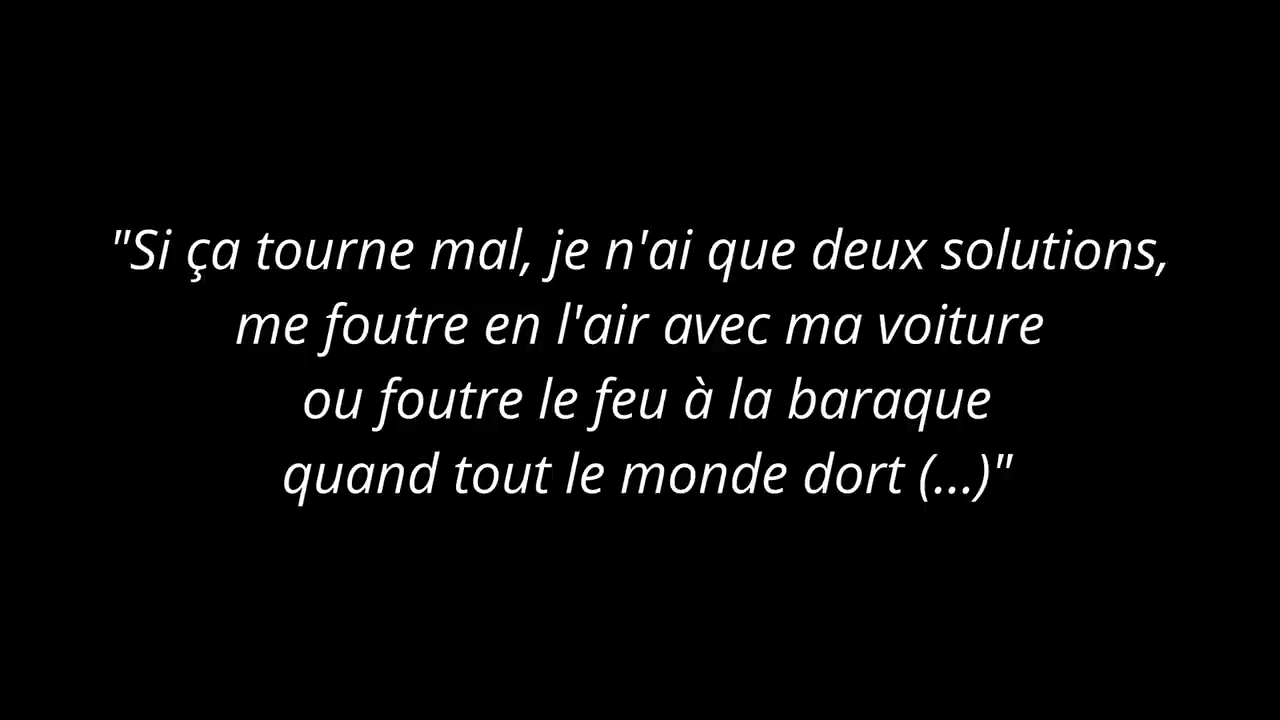 "Si ça tourne mal, je n'ai que deux solutions,
me foutre en l'air avec ma voiture
ou foutre le feu à la baraque
quand tout le monde dort (...)"